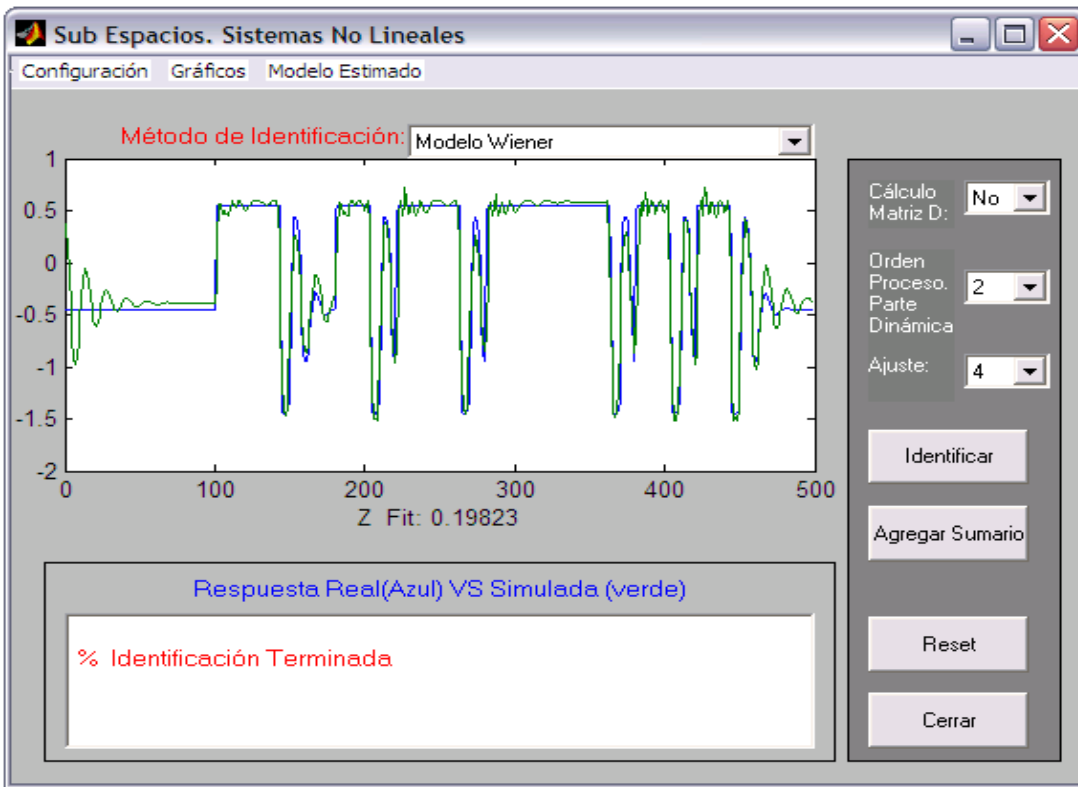 Sub Espacios. Sistemas No Lineales
Configuración Gráficos Modelo Estimado
Método de Identificación: Modelo Wiener
1
0.5
0
-0.5
-1
-1.5
-2
0 100 200 300 400 500
Z Fit: 0.19823
Cálculo
Matriz D:
No
Orden
Proceso.
Parte
Dinámica
2
Ajuste:
4
Identificar
Agregar Sumario
Reset
Cerrar
Respuesta Real(Azul) VS Simulada (verde)
% Identificación Terminada